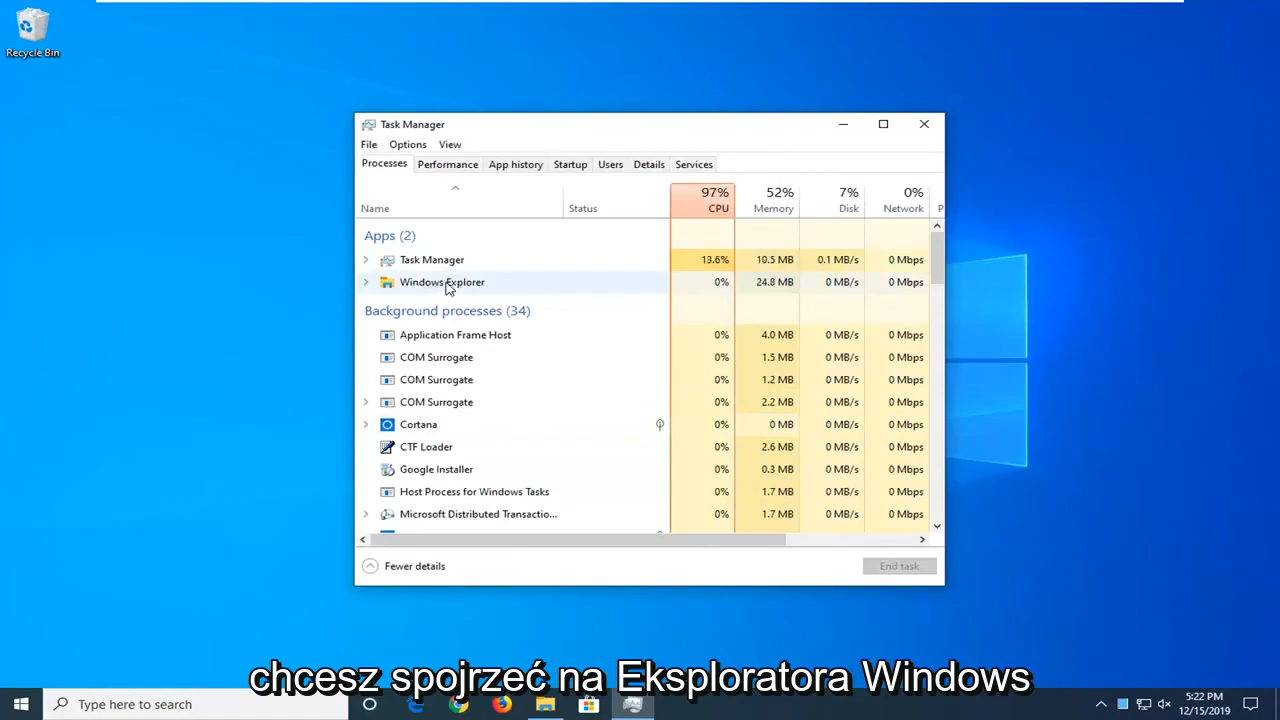 Recycle Bin
Task Manager
File Options View
Processes Performance App history Startup Users Details Services
97% 52% 7% 0%
Name Status CPU Memory Disk Network P
Apps (2)
Task Manager 13.6% 10.5 MB 0.1 MB/s 0 Mbps
Windows Explorer 0% 24.8 MB 0 MB/s 0 Mbps
Background processes (34)
Application Frame Host 0% 4.0 MB 0 MB/s 0 Mbps
COM Surrogate 0% 1.5 MB 0 MB/s 0 Mbps
COM Surrogate 0% 1.2 MB 0 MB/s 0 Mbps
COM Surrogate 0% 2.2 MB 0 MB/s 0 Mbps
Cortana 0% 0 MB 0 MB/s 0 Mbps
CTF Loader 0% 2.6 MB 0 MB/s 0 Mbps
Google Installer 0% 0.3 MB 0 MB/s 0 Mbps
Host Process for Windows Tasks 0% 1.7 MB 0 MB/s 0 Mbps
Microsoft Distributed Transactio... 0% 1.7 MB 0 MB/s 0 Mbps
Fewer details End task
chcesz spojrzeć na Eksploratora Windows
Type here to search
5:22 PM
12/15/2019